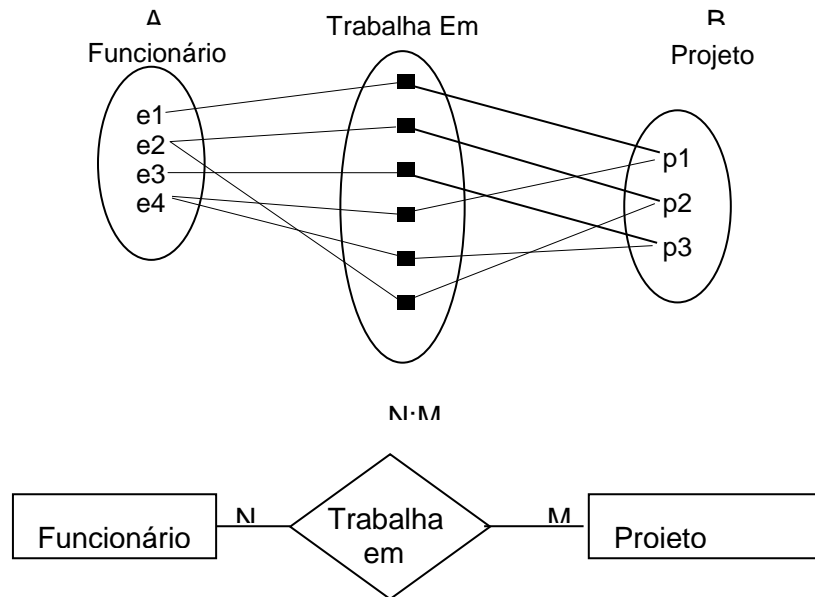 A
Trabalha Em
B
Funcionário
Projeto
e1
e2
e3
e4
p1
p2
p3
N:M
N
Trabalha
em
M
Funcionário
Projeto